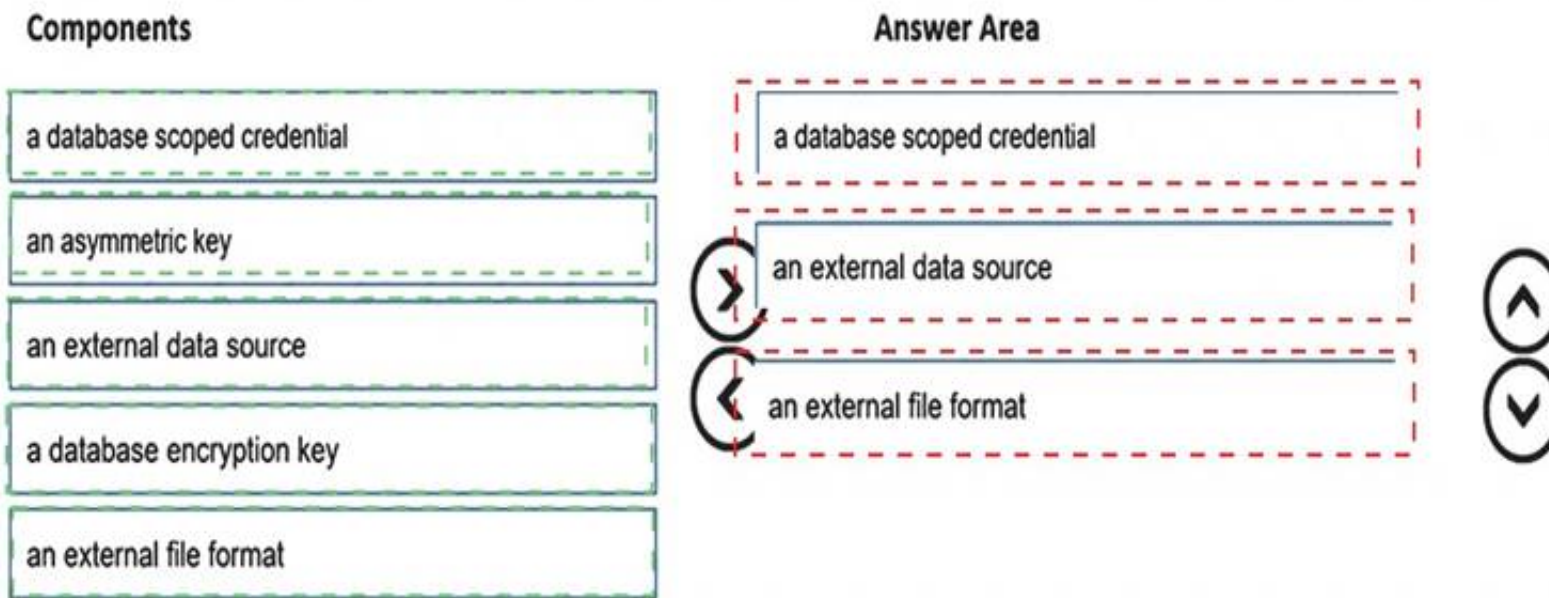 Components
a database scoped credential
an asymmetric key
an external data source
a database encryption key
an external file format
Answer Area
a database scoped credential
an external data source
an external file format